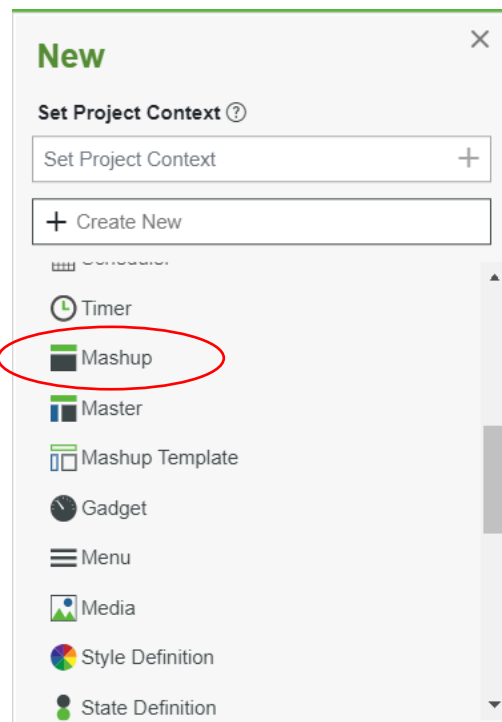 New
Set Project Context
Set Project Context
Create New
Timer
Mashup
Master
Mashup Template
Gadget
Menu
Media
Style Definition
State Definition